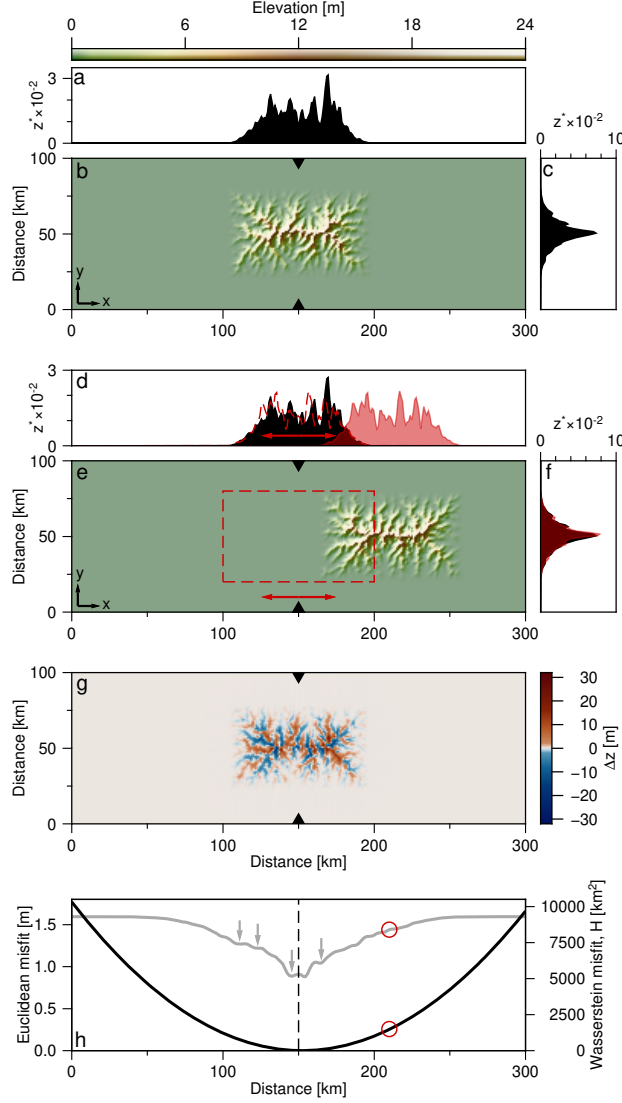 Elevation [m]
0 6 12 18 24
a
3
0
z*×10⁻²
z*×10⁻²
0 10
b
c
100
50
0
Distance [km]
y
x
0 100 200 300
d
3
0
z*×10⁻²
z*×10⁻²
0 10
e
f
100
50
0
Distance [km]
y
x
0 100 200 300
g
100
50
0
Distance [km]
0 100 200 300
Distance [km]
30
20
10
0
−10
−20
−30
Δz [m]
1.5
1.0
0.5
0.0
Euclidean misfit [m]
h
10000
7500
5000
2500
0
Wasserstein misfit, H [km²]
0 100 200 300
Distance [km]